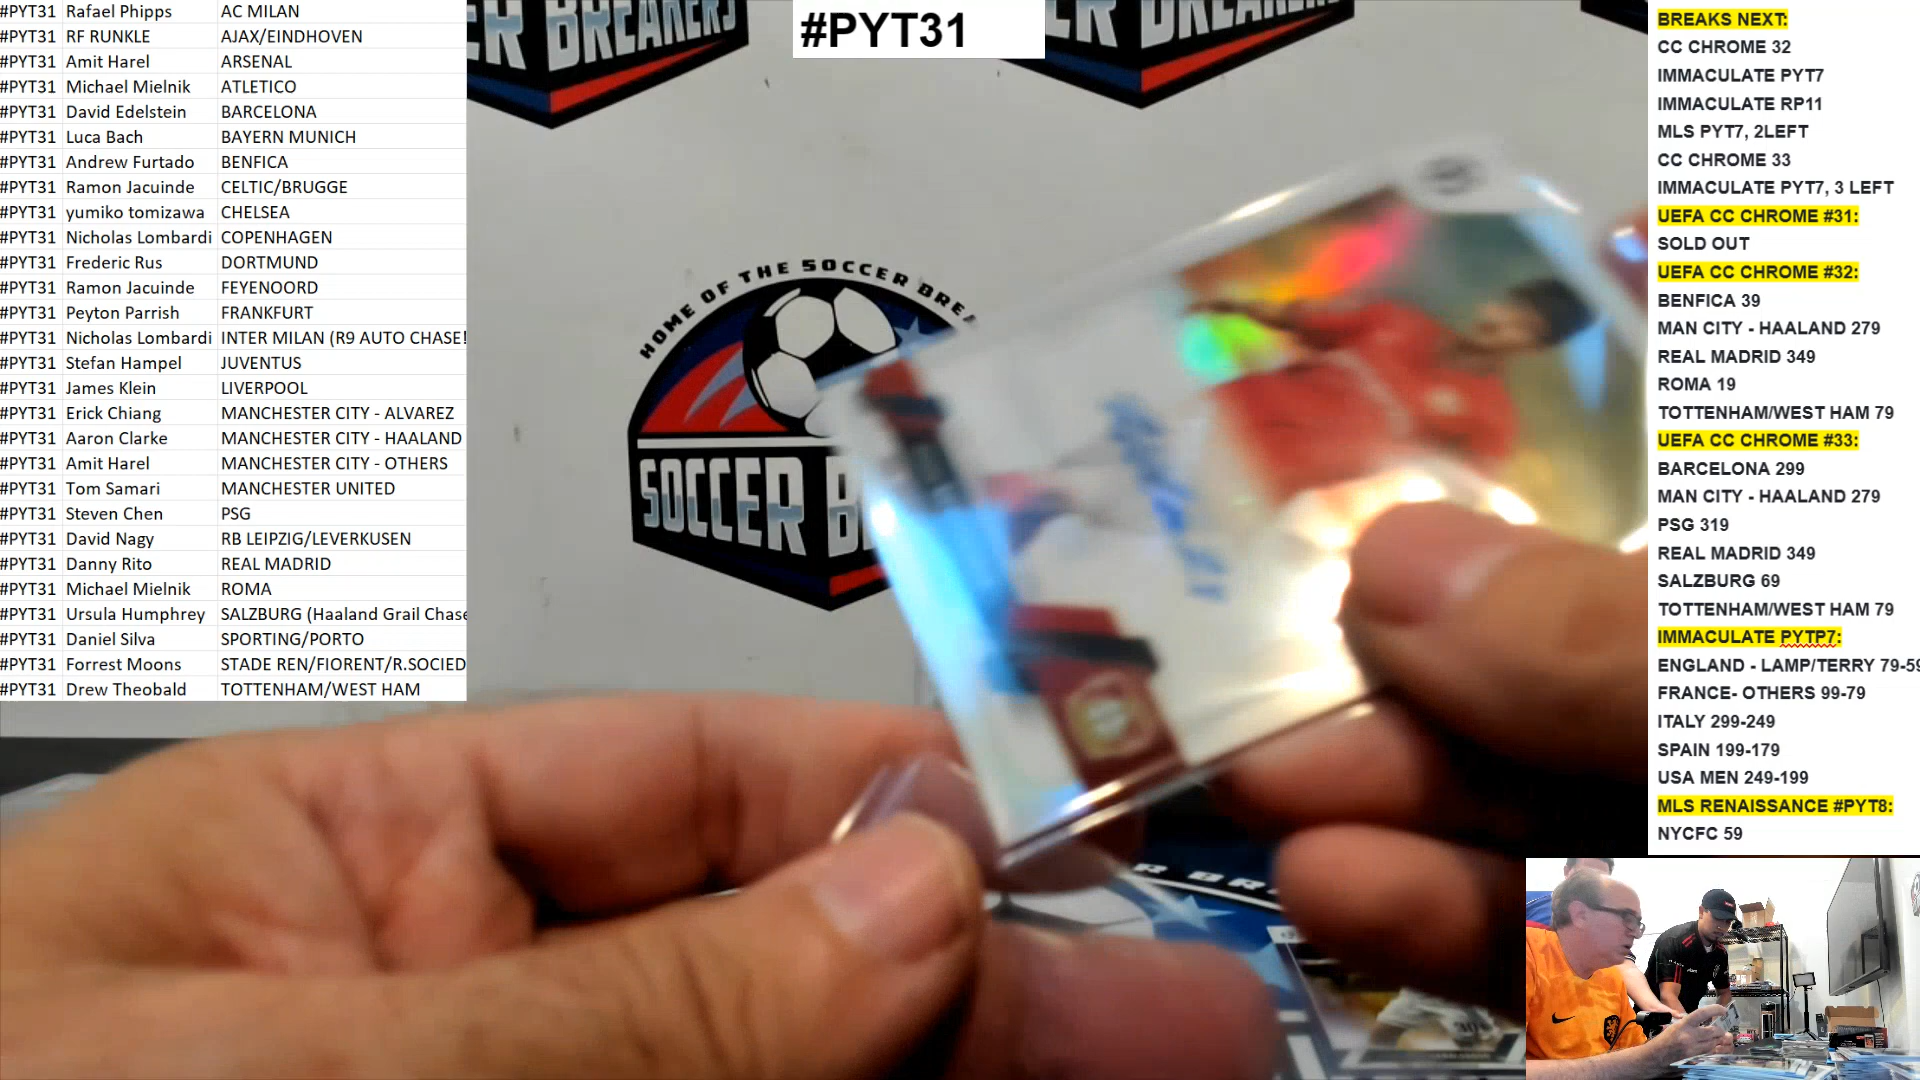 #PYT31 Rafael Phipps AC MILAN
#PYT31 RF RUNKLE AJAX/EINDHOVEN
#PYT31 Amit Harel ARSENAL
#PYT31 Michael Mielnik ATLETICO
#PYT31 David Edelstein BARCELONA
#PYT31 Luca Bach BAYERN MUNICH
#PYT31 Andrew Furtado BENFICA
#PYT31 Ramon Jacuinde CELTIC/BRUGGE
#PYT31 yumiko tomizawa CHELSEA
#PYT31 Nicholas Lombardi COPENHAGEN
#PYT31 Frederic Rus DORTMUND
#PYT31 Ramon Jacuinde FEYENOORD
#PYT31 Peyton Parrish FRANKFURT
#PYT31 Nicholas Lombardi INTER MILAN (R9 AUTO CHASE!
#PYT31 Stefan Hampel JUVENTUS
#PYT31 James Klein LIVERPOOL
#PYT31 Erick Chiang MANCHESTER CITY - ALVAREZ
#PYT31 Aaron Clarke MANCHESTER CITY - HAALAND
#PYT31 Amit Harel MANCHESTER CITY - OTHERS
#PYT31 Tom Samari MANCHESTER UNITED
#PYT31 Steven Chen PSG
#PYT31 David Nagy RB LEIPZIG/LEVERKUSEN
#PYT31 Danny Rito REAL MADRID
#PYT31 Michael Mielnik ROMA
#PYT31 Ursula Humphrey SALZBURG (Haaland Grail Chase
#PYT31 Daniel Silva SPORTING/PORTO
#PYT31 Forrest Moons STADE REN/FIORENT/R.SOCIED
#PYT31 Drew Theobald TOTTENHAM/WEST HAM
#PYT31
ER BREAKERS
ER BREAKERS
HOME OF THE SOCCER BREA
SOCCER B
BREAKS NEXT:
CC CHROME 32
IMMACULATE PYT7
IMMACULATE RP11
MLS PYT7, 2LEFT
CC CHROME 33
IMMACULATE PYT7, 3 LEFT
UEFA CC CHROME #31:
SOLD OUT
UEFA CC CHROME #32:
BENFICA 39
MAN CITY - HAALAND 279
REAL MADRID 349
ROMA 19
TOTTENHAM/WEST HAM 79
UEFA CC CHROME #33:
BARCELONA 299
MAN CITY - HAALAND 279
PSG 319
REAL MADRID 349
SALZBURG 69
TOTTENHAM/WEST HAM 79
IMMACULATE PYTP7:
ENGLAND - LAMP/TERRY 79-59
FRANCE- OTHERS 99-79
ITALY 299-249
SPAIN 199-179
USA MEN 249-199
MLS RENAISSANCE #PYT8:
NYCFC 59